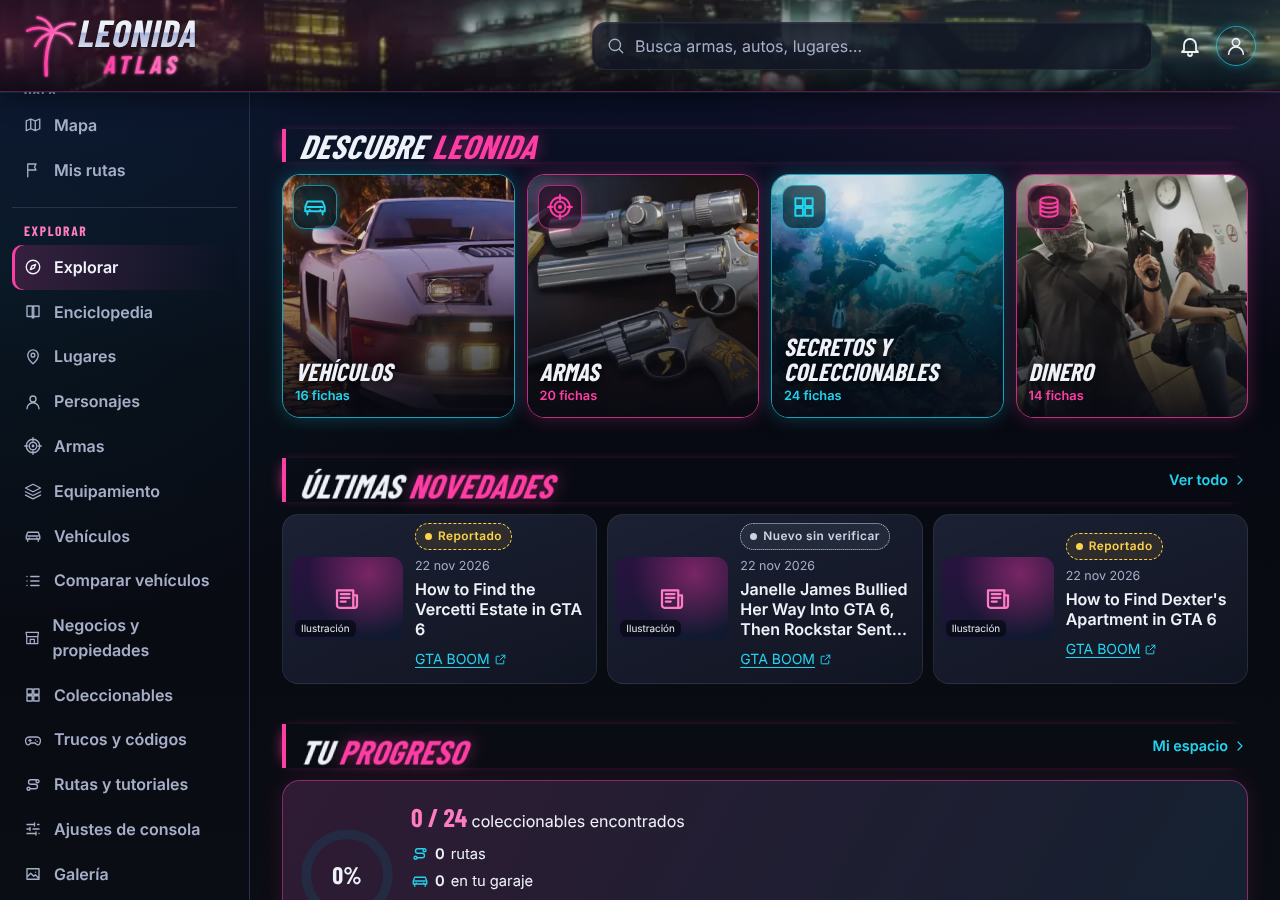 LEONIDA
ATLAS
Busca armas, autos, lugares...
Mapa
Mis rutas
EXPLORAR
Explorar
Enciclopedia
Lugares
Personajes
Armas
Equipamiento
Vehículos
Comparar vehículos
Negocios y
propiedades
Coleccionables
Trucos y códigos
Rutas y tutoriales
Ajustes de consola
Galería
DESCUBRE LEONIDA
VEHÍCULOS
16 fichas
ARMAS
20 fichas
SECRETOS Y
COLECCIONABLES
24 fichas
DINERO
14 fichas
ÚLTIMAS NOVEDADES
Ver todo
Ilustración
Reportado
22 nov 2026
How to Find the
Vercetti Estate in GTA
6
GTA BOOM
Ilustración
Nuevo sin verificar
22 nov 2026
Janelle James Bullied
Her Way Into GTA 6,
Then Rockstar Sent...
GTA BOOM
Ilustración
Reportado
22 nov 2026
How to Find Dexter's
Apartment in GTA 6
GTA BOOM
TU PROGRESO
Mi espacio
0%
0 / 24 coleccionables encontrados
0 rutas
0 en tu garaje